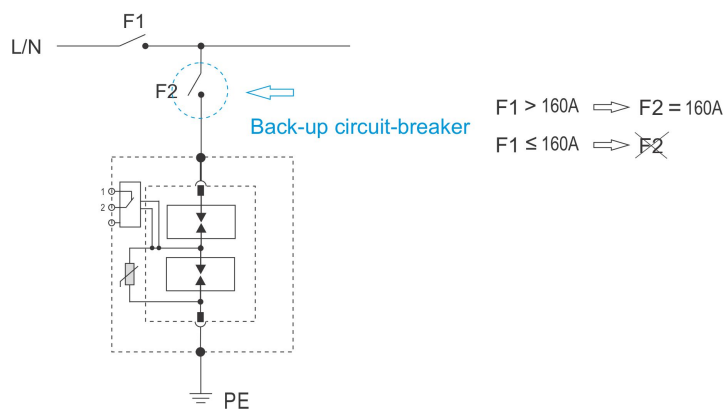 F1
L/N
F2
Back-up circuit-breaker
F1 > 160A ⇨ F2 = 160A
F1 ≤ 160A ⇨ F2
1
2
PE